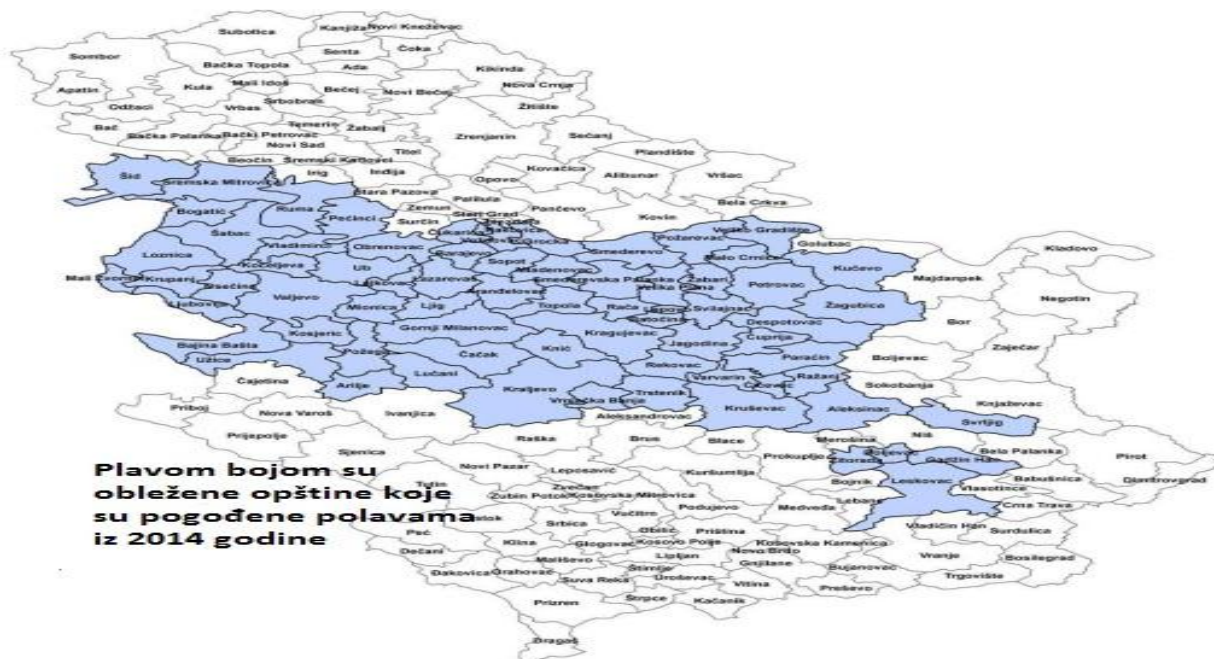 Subotica Kanjiža Novi Kneževac
Sombor Senta Čoka
Bačka Topola Ada Kikinda
Apatin Kula Mali Iđoš Bečej Novi Bečej Nova Crnja
Odžaci Vrbas Srbobran Žitište
Bač Bačka Palanka Bački Petrovac Temerin Žabalj Zrenjanin Sečanj
Novi Sad Titel Plandište
Šid Beočin Sremski Karlovci Kovačica Alibunar Vršac
Sremska Mitrovica Irig Inđija Opovo
Stara Pazova Palilula Pančevo Bela Crkva
Bogatić Ruma Pećinci Zemun Stari Grad Kovin
Šabac Surčin Čukarica Rakovica Grocka Požarevac Veliko Gradište Golubac Kladovo
Loznica Vladimirci Obrenovac Barajevo Sopot Smederevo Malo Crniće Kučevo
Mali Zvornik Krupanj Koceljeva Ub Lazarevac Mladenovac Smederevska Palanka Žabari Petrovac Majdanpek
Ljubovija Osečina Valjevo Lajkovac Aranđelovac Velika Plana Žagubica Negotin
Mionica Ljig Topola Rača Lapovo Svilajnac
Kosjerić Gornji Milanovac Kragujevac Batočina Despotovac Bor
Bajina Bašta Požega Čačak Knić Jagodina Ćuprija Zaječar
Užice Lučani Rekovac Paraćin Boljevac
Čajetina Arilje Kraljevo Trstenik Varvarin Ćićevac Ražanj Sokobanja
Priboj Nova Varoš Ivanjica Vrnjačka Banja Kruševac Aleksinac Knjaževac
Aleksandrovac Svrljig
Prijepolje Raška Brus Blace Merošina Niš
Sjenica Prokuplje Doljevac Gadžin Han Bela Palanka Pirot
Plavom bojom su
obležene opštine koje
su pogođene polavama
iz 2014 godine
Novi Pazar Leposavić Kuršumlija Žitorađa Leskovac Babušnica Dimitrovgrad
Tutin Zvečan Bojnik Vlasotince
Zubin Potok Kosovska Mitrovica Podujevo Medveđa Lebane Crna Trava
Istok Srbica Vučitrn Obilić Priština Vladičin Han Surdulica
Peć Klina Glogovac Kosovo Polje Kosovska Kamenica
Dečani Mališevo Lipljan Novo Brdo Gnjilane Vranje Bosilegrad
Đakovica Orahovac Suva Reka Štimlje Uroševac Vitina Bujanovac Trgovište
Preševo
Prizren Štrpce Kačanik
Dragaš